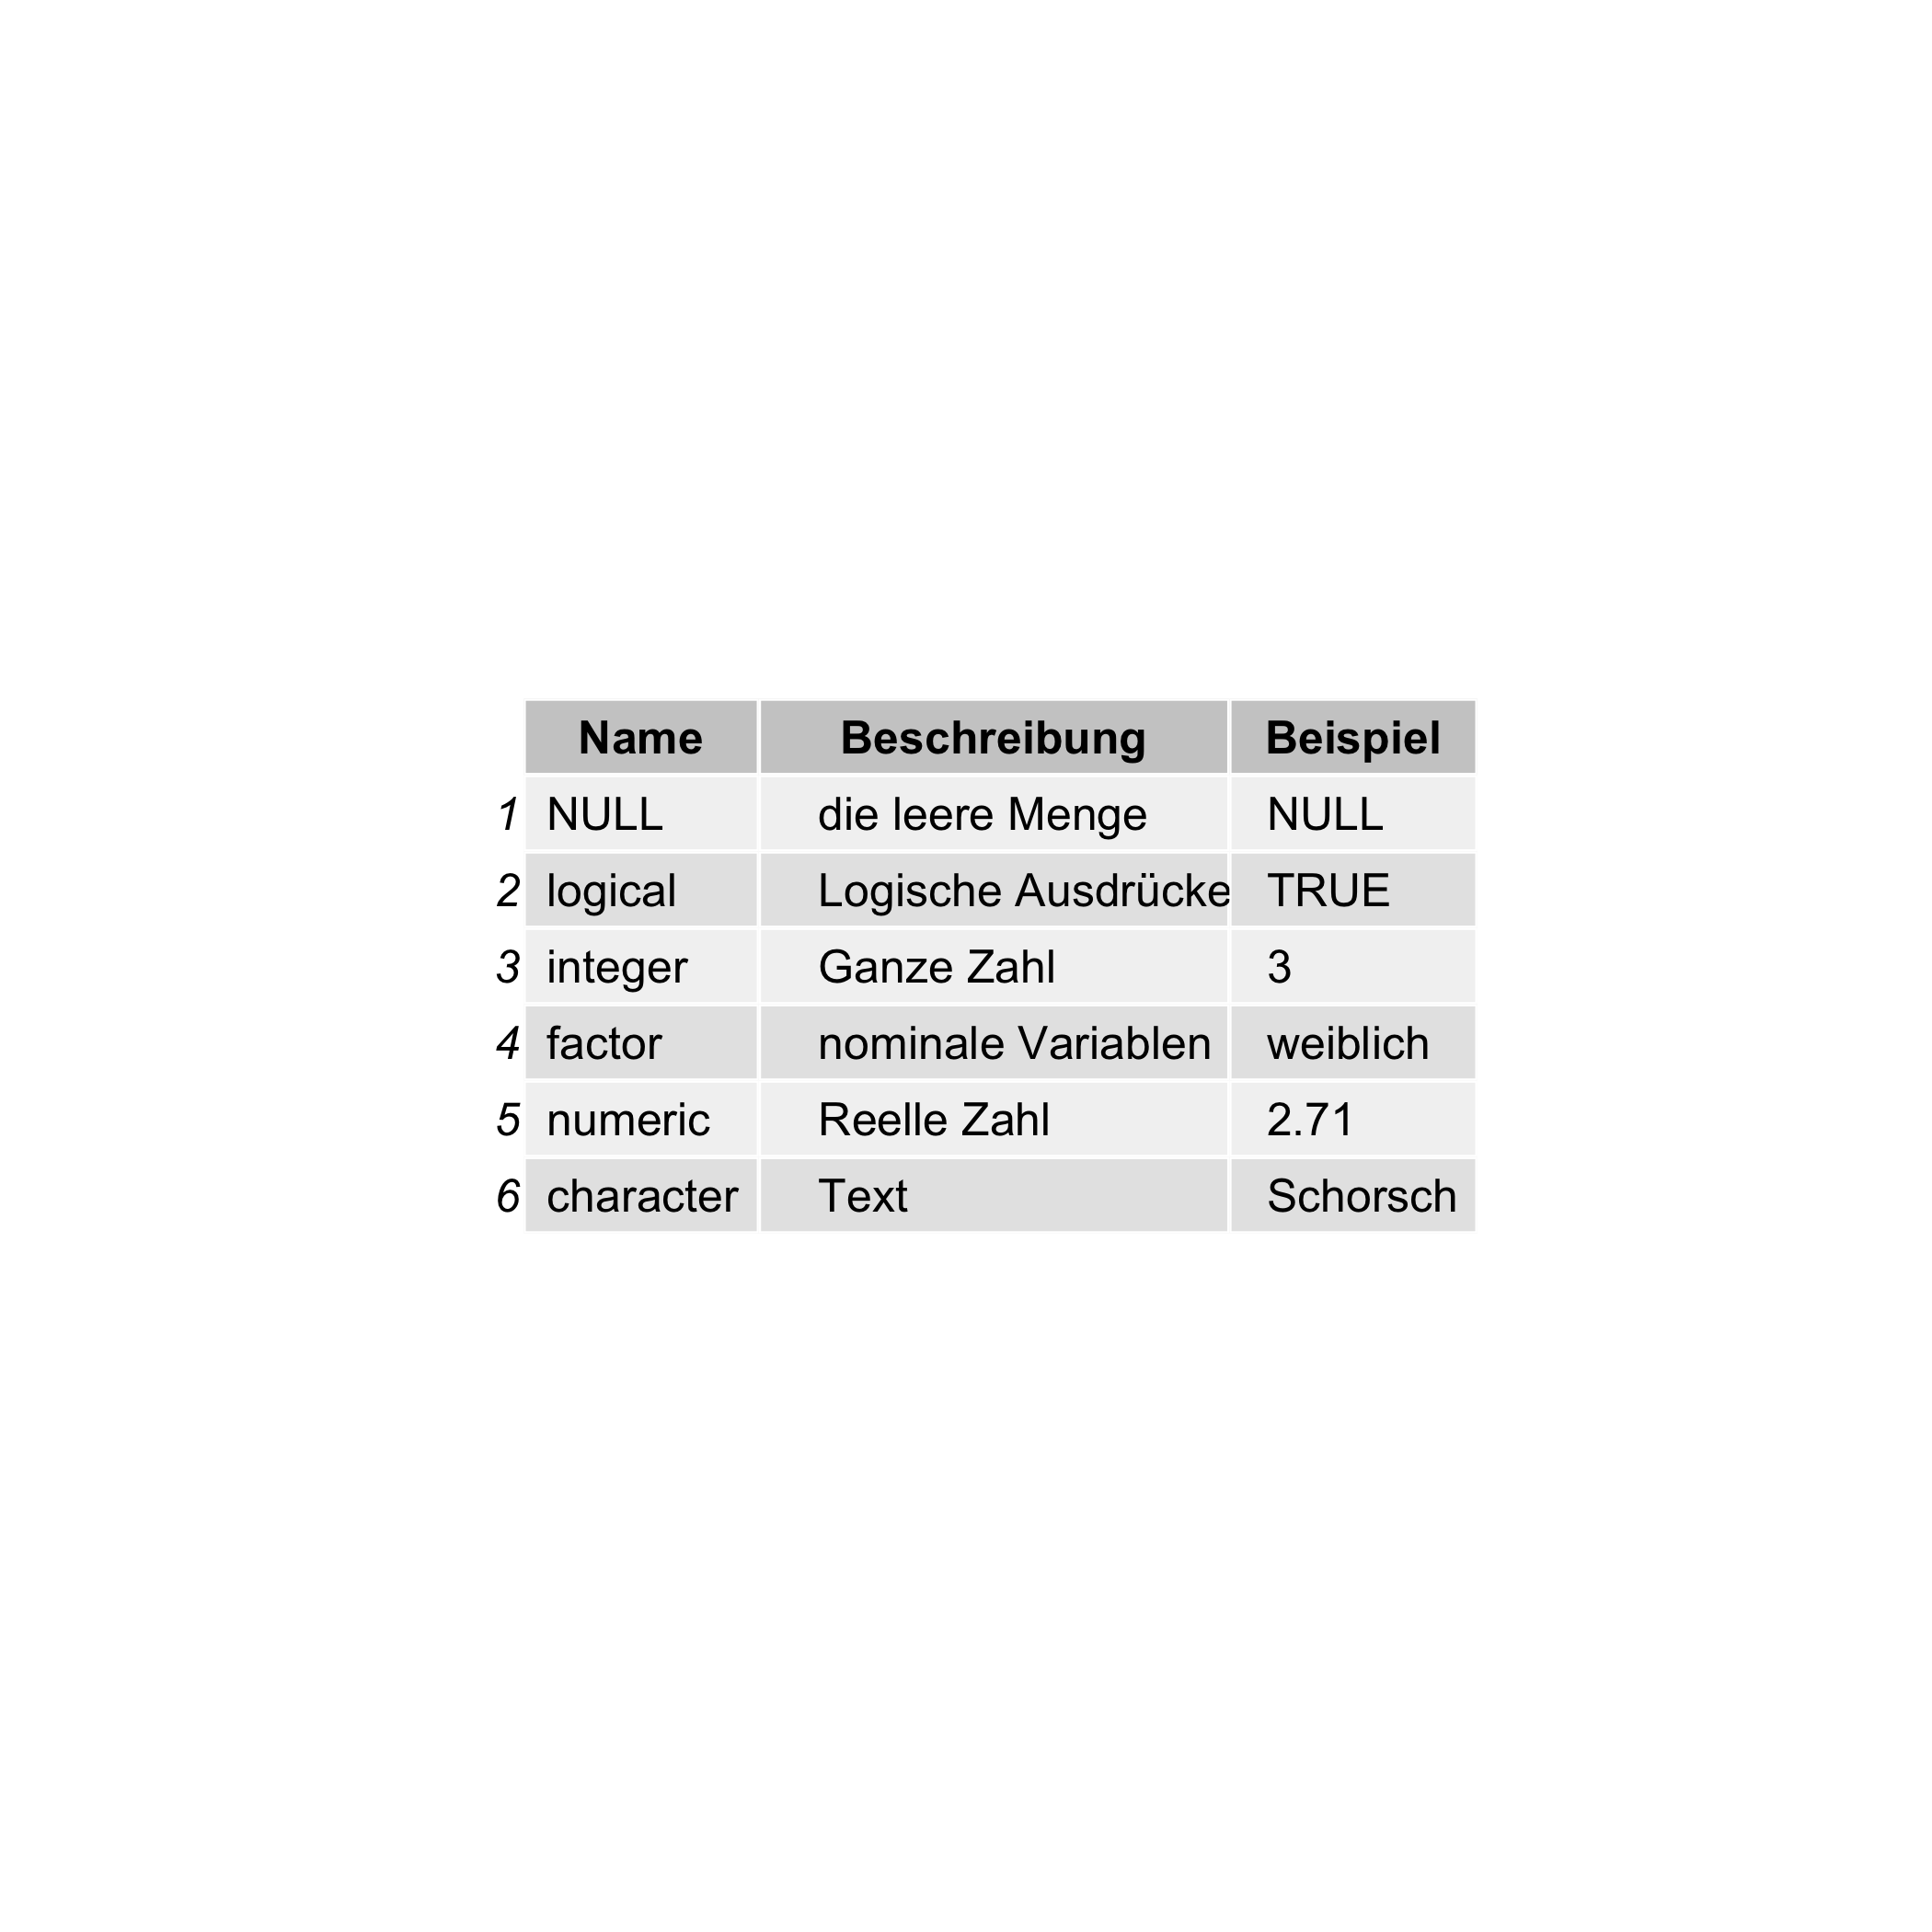 Name Beschreibung Beispiel
1 NULL die leere Menge NULL
2 logical Logische Ausdrücke TRUE
3 integer Ganze Zahl 3
4 factor nominale Variablen weiblich
5 numeric Reelle Zahl 2.71
6 character Text Schorsch